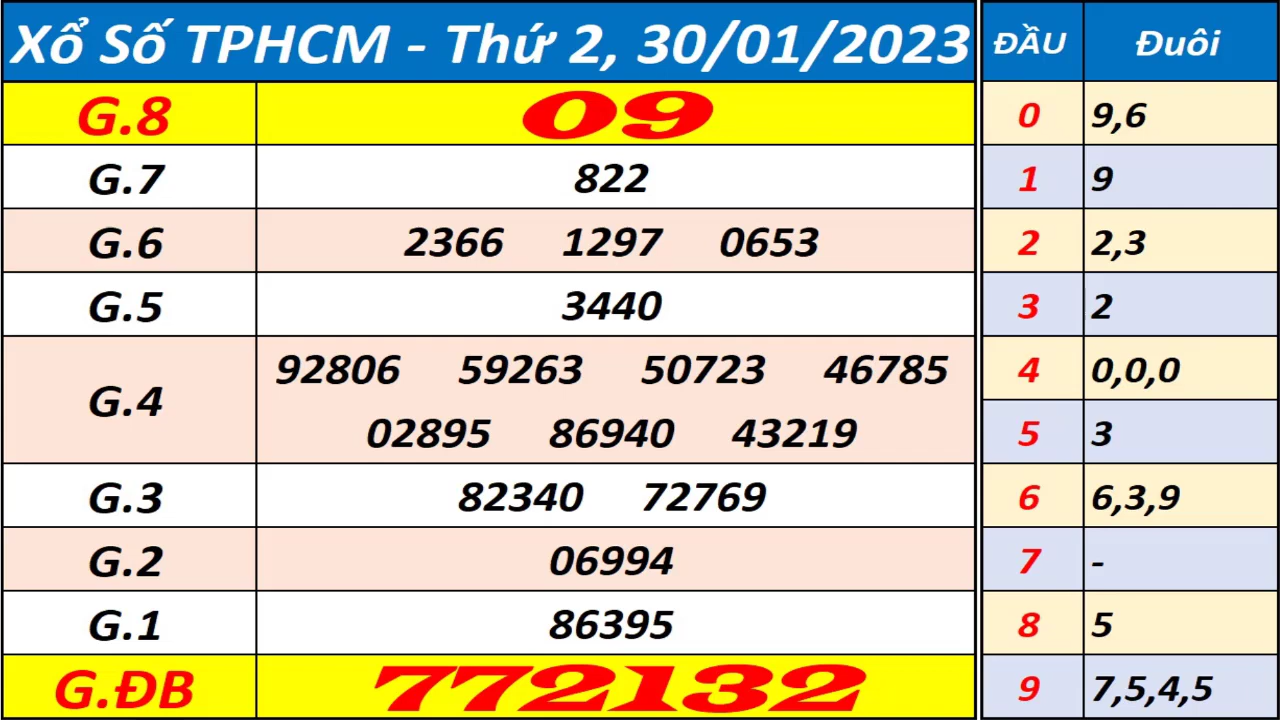 Xổ Số TPHCM - Thứ 2, 30/01/2023
G.8 09
G.7 822
G.6 2366 1297 0653
G.5 3440
G.4 92806 59263 50723 46785
02895 86940 43219
G.3 82340 72769
G.2 06994
G.1 86395
G.ĐB 772132
ĐẦU Đuôi
0 9,6
1 9
2 2,3
3 2
4 0,0,0
5 3
6 6,3,9
7 -
8 5
9 7,5,4,5